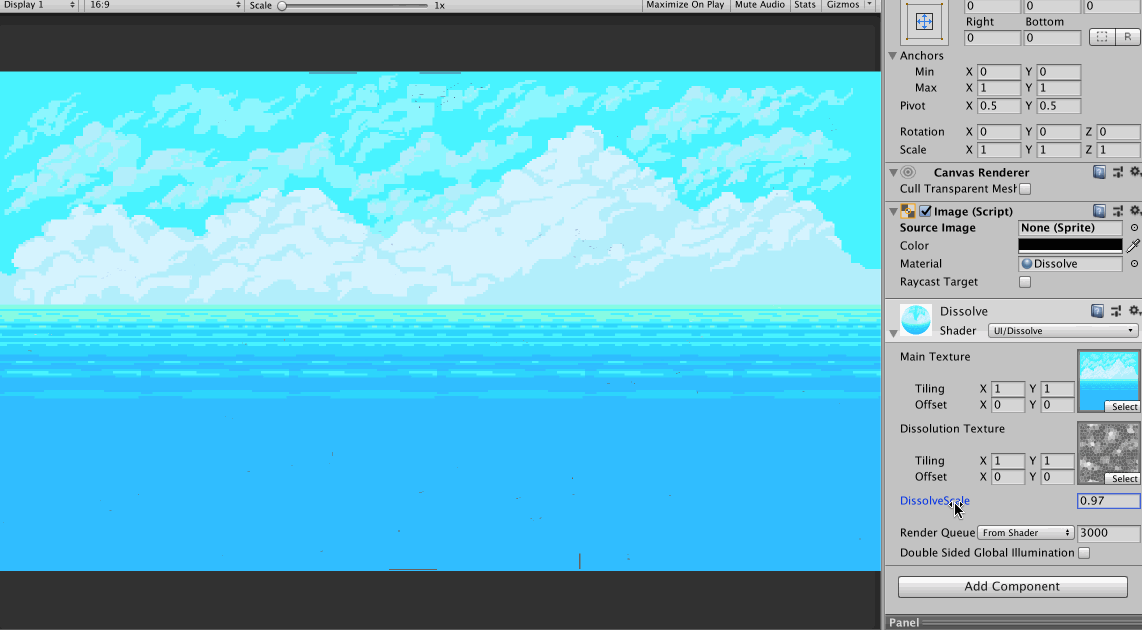 Display 1 16:9 Scale 1x Maximize On Play Mute Audio Stats Gizmos
0 0 0
Right Bottom
0 0 R
Anchors
Min X 0 Y 0
Max X 1 Y 1
Pivot X 0.5 Y 0.5
Rotation X 0 Y 0 Z 0
Scale X 1 Y 1 Z 1
Canvas Renderer
Cull Transparent Mesh
Image (Script)
Source Image None (Sprite)
Color
Material Dissolve
Raycast Target
Dissolve
Shader UI/Dissolve
Main Texture
Tiling X 1 Y 1
Offset X 0 Y 0
Select
Dissolution Texture
Tiling X 1 Y 1
Offset X 0 Y 0
Select
DissolveScale 0.97
Render Queue From Shader 3000
Double Sided Global Illumination
Add Component
Panel